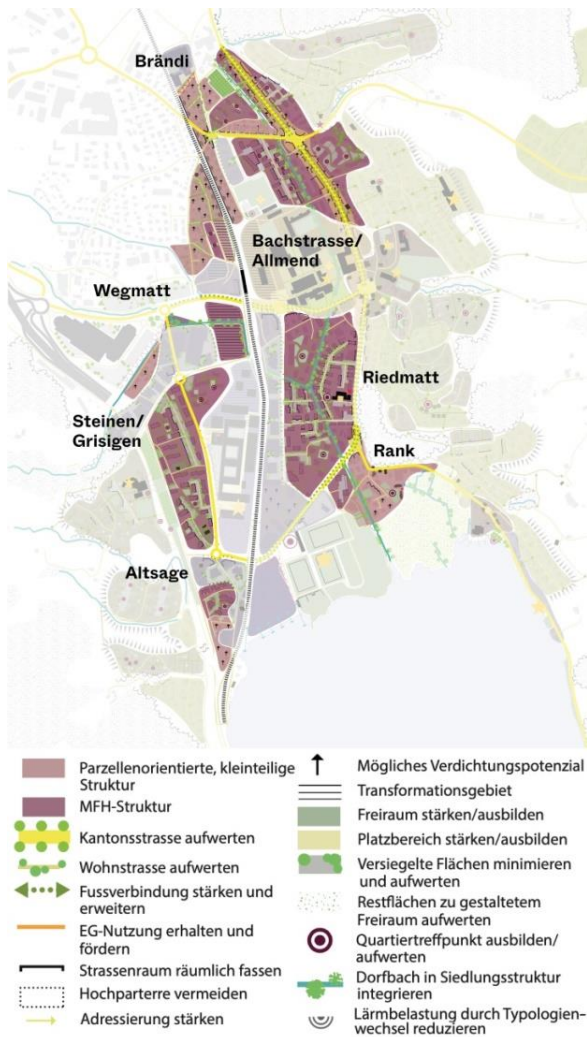 Brändi
Bachstrasse/
Allmend
Wegmatt
Riedmatt
Steinen/
Grisigen
Rank
Altsage
Parzellenorientierte, kleinteilige
Struktur
MFH-Struktur
Kantonsstrasse aufwerten
Wohnstrasse aufwerten
Fussverbindung stärken und
erweitern
EG-Nutzung erhalten und
fördern
Strassenraum räumlich fassen
Hochparterre vermeiden
Adressierung stärken
Mögliches Verdichtungspotenzial
Transformationsgebiet
Freiraum stärken/ausbilden
Platzbereich stärken/ausbilden
Versiegelte Flächen minimieren
und aufwerten
Restflächen zu gestaltetem
Freiraum aufwerten
Quartiertreffpunkt ausbilden/
aufwerten
Dorfbach in Siedlungsstruktur
integrieren
Lärmbelastung durch Typologien-
wechsel reduzieren